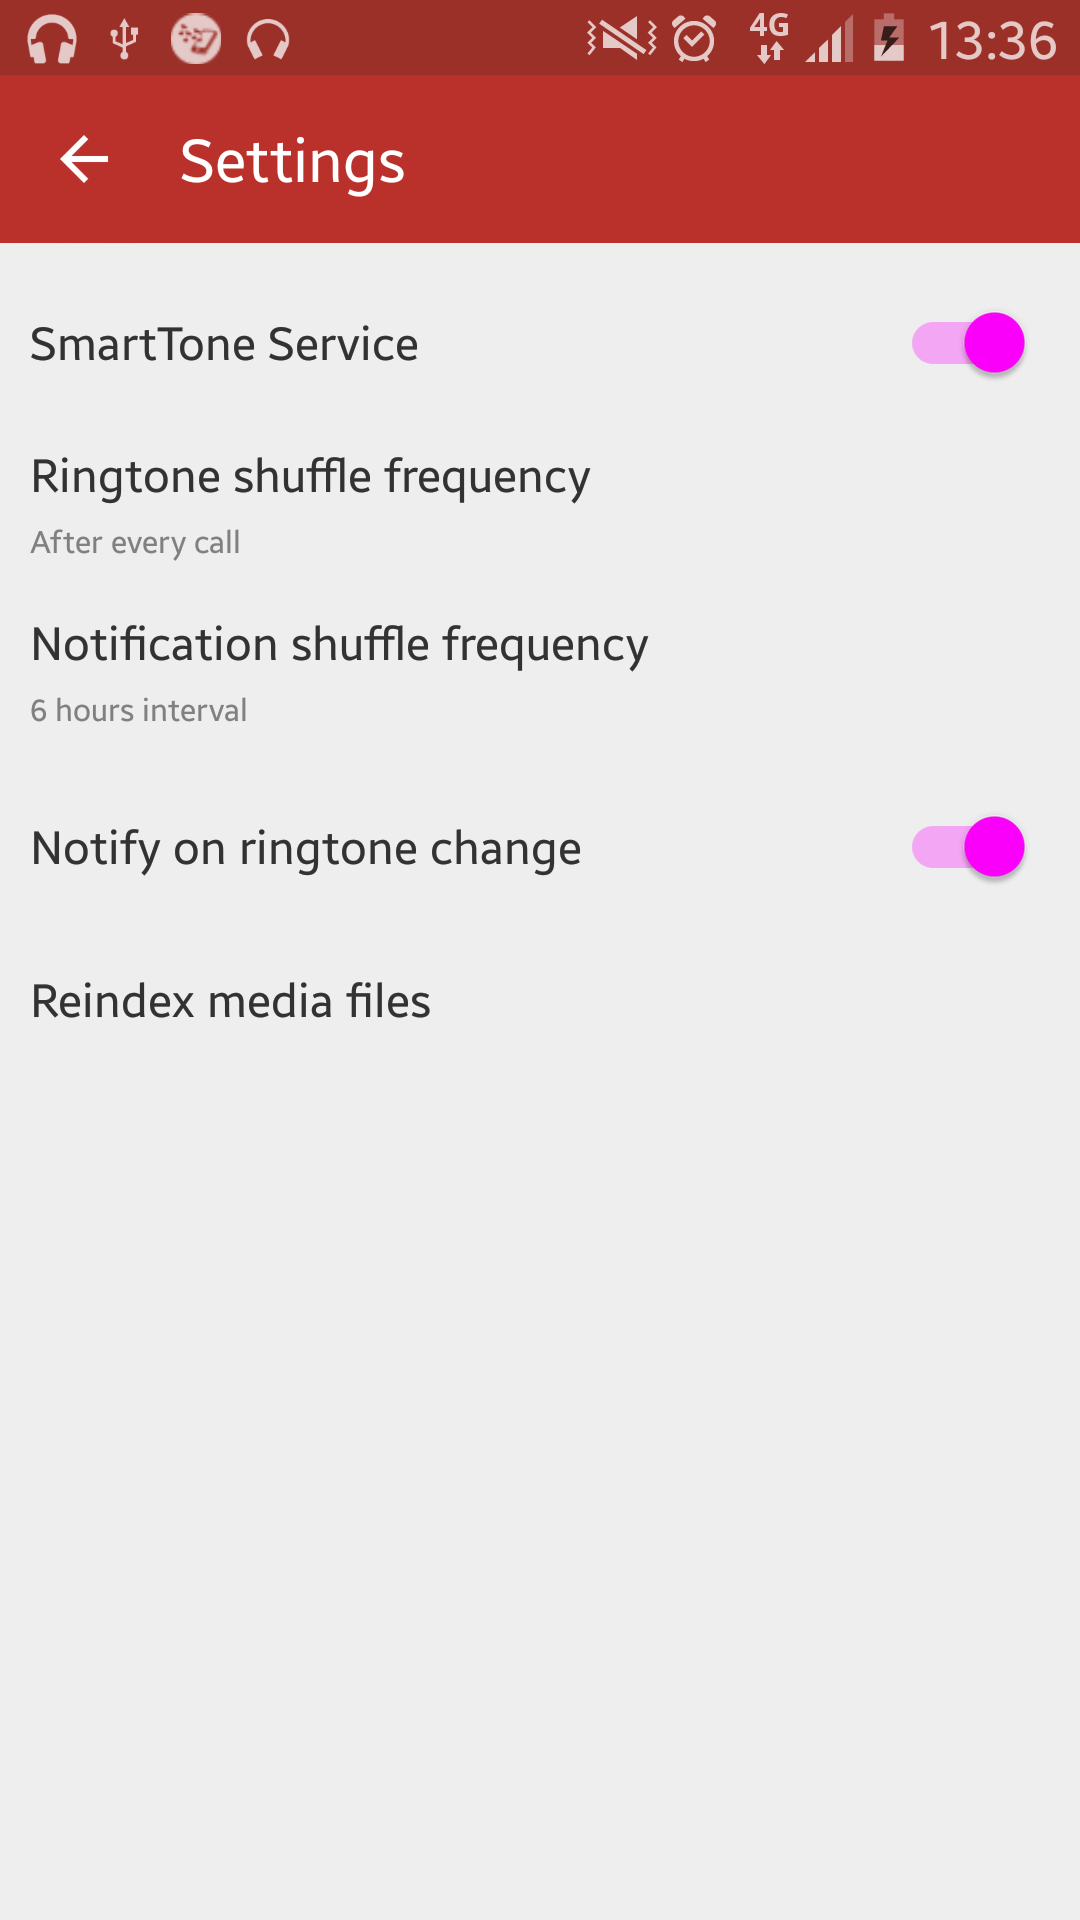 4G 13:36
Settings
SmartTone Service
Ringtone shuffle frequency
After every call
Notification shuffle frequency
6 hours interval
Notify on ringtone change
Reindex media files